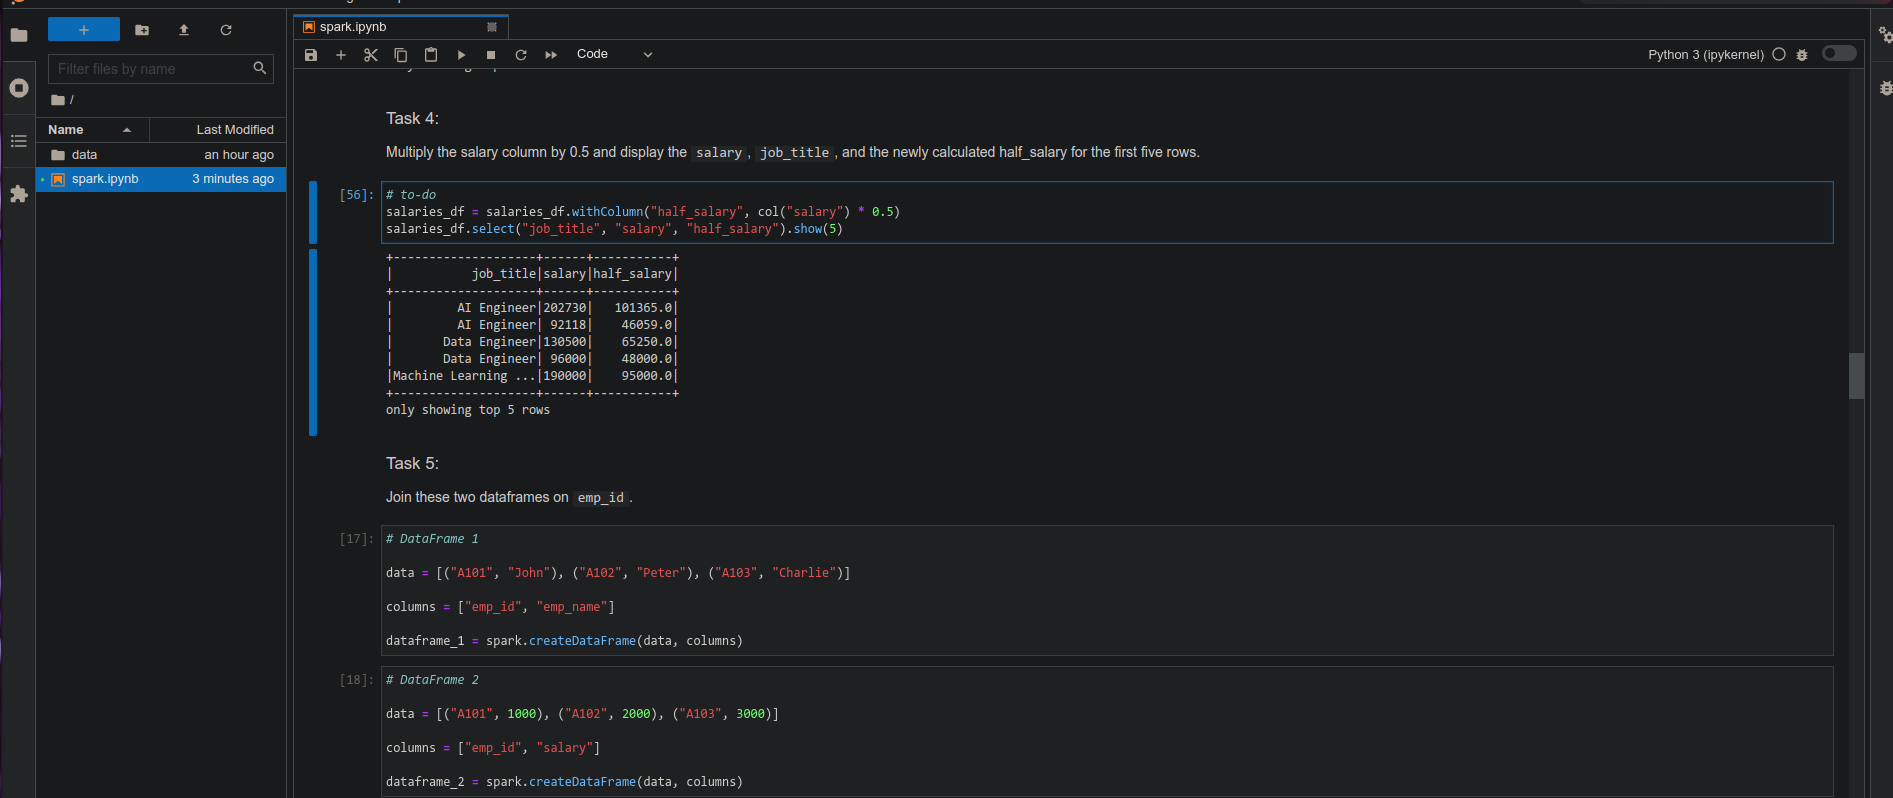 spark.ipynb
Code
Python 3 (ipykernel)
Filter files by name
/
Name Last Modified
data an hour ago
spark.ipynb 3 minutes ago
Task 4:
Multiply the salary column by 0.5 and display the salary, job_title, and the newly calculated half_salary for the first five rows.
[56]: # to-do
salaries_df = salaries_df.withColumn("half_salary", col("salary") * 0.5)
salaries_df.select("job_title", "salary", "half_salary").show(5)
+--------------------+------+-----------+
|           job_title|salary|half_salary|
+--------------------+------+-----------+
|         AI Engineer|202730|   101365.0|
|         AI Engineer| 92118|    46059.0|
|       Data Engineer|130500|    65250.0|
|       Data Engineer| 96000|    48000.0|
|Machine Learning ...|190000|    95000.0|
+--------------------+------+-----------+
only showing top 5 rows
Task 5:
Join these two dataframes on emp_id.
[17]: # DataFrame 1
data = [("A101", "John"), ("A102", "Peter"), ("A103", "Charlie")]
columns = ["emp_id", "emp_name"]
dataframe_1 = spark.createDataFrame(data, columns)
[18]: # DataFrame 2
data = [("A101", 1000), ("A102", 2000), ("A103", 3000)]
columns = ["emp_id", "salary"]
dataframe_2 = spark.createDataFrame(data, columns)